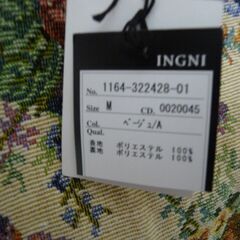 INGNI
No. 1164-322428-01
Size M CD. 0020045
Col. ベージュ/A
Qual.
表地 ポリエステル 100%
裏地 ポリエステル 100%